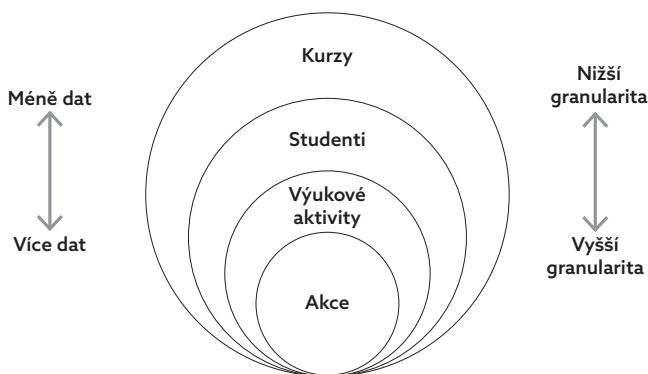 Kurzy
Méně dat
Nižší
granularita
Studenti
Výukové
aktivity
Více dat
Vyšší
granularita
Akce